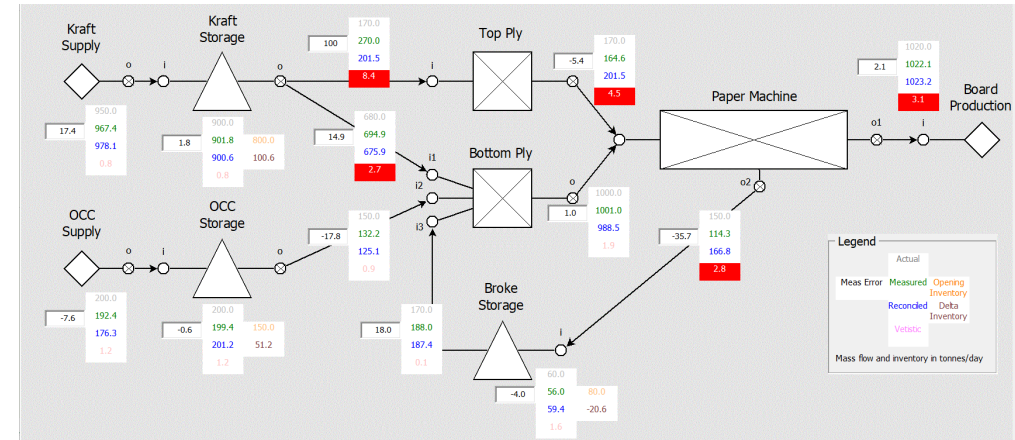 Kraft
Supply
o
i
Kraft
Storage
o
100
170.0
270.0
201.5
8.4
i
Top Ply
-5.4
170.0
164.6
201.5
4.5
Paper Machine
2.1
1020.0
1022.1
1023.2
3.1
o1
i
Board
Production
17.4
950.0
967.4
978.1
0.8
1.8
900.0
901.8 800.0
900.6 100.6
0.8
14.9
680.0
694.9
675.9
2.7
i1
i2
i3
Bottom Ply
o
1.0
1000.0
1001.0
988.5
1.9
o2
-35.7
150.0
114.3
166.8
2.8
OCC
Supply
o
i
OCC
Storage
o
-17.8
150.0
132.2
125.1
0.9
-7.6
200.0
192.4
176.3
1.2
-0.6
200.0
199.4 150.0
201.2 51.2
1.2
18.0
170.0
188.0
187.4
0.1
Broke
Storage
i
-4.0
60.0
56.0 80.0
59.4 -20.6
1.6
Legend
Actual
Meas Error Measured Opening
Inventory
Reconciled Delta
Inventory
Vetistic
Mass flow and inventory in tonnes/day